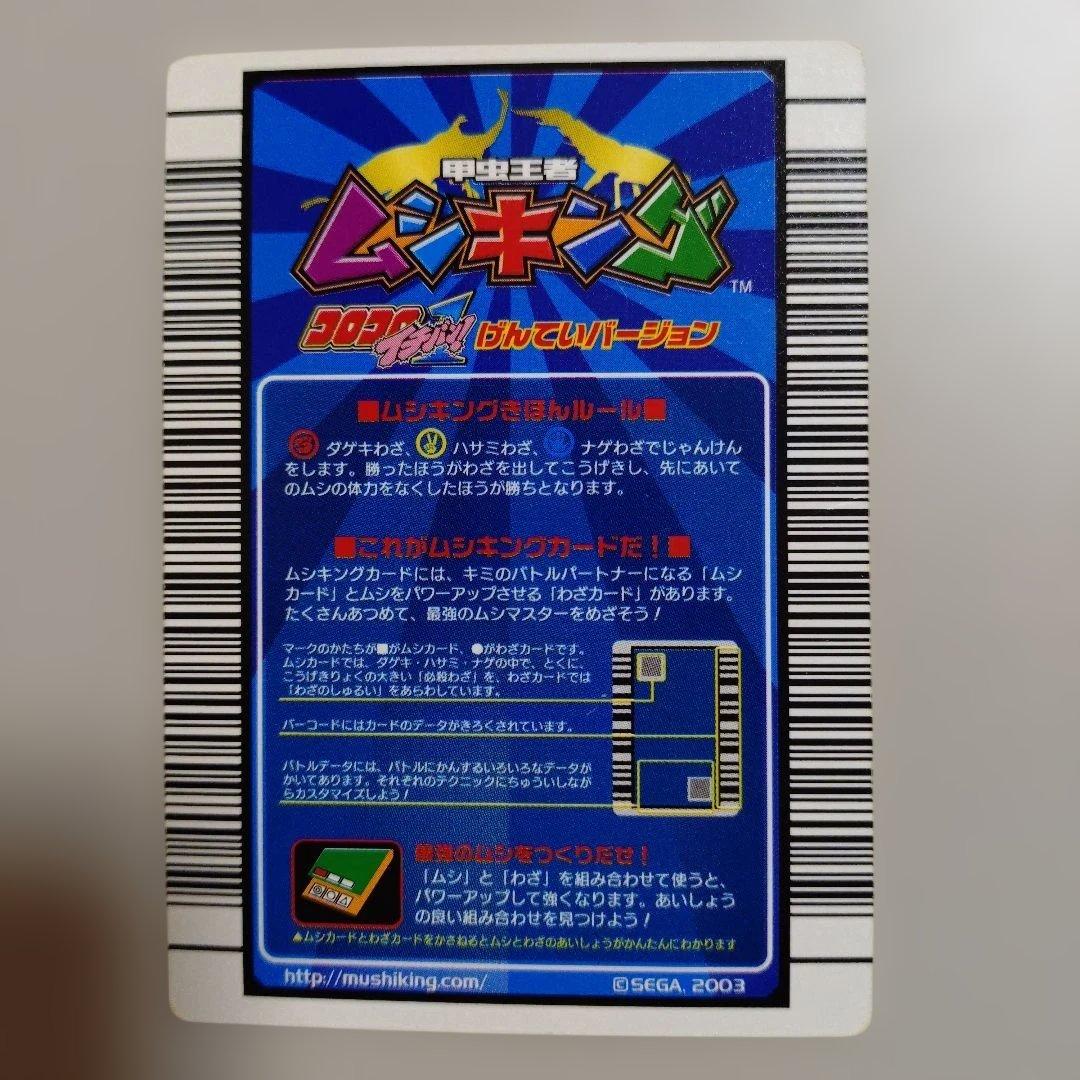 甲虫王者
ムシキング
TM
コロコロイチバン! げんていバージョン
■ムシキングきほんルール■
ダゲキわざ、 ハサミわざ、 ナゲわざでじゃんけん
をします。勝ったほうがわざを出してこうげきし、先にあいて
のムシの体力をなくしたほうが勝ちとなります。
■これがムシキングカードだ!■
ムシキングカードには、キミのバトルパートナーになる「ムシ
カード」とムシをパワーアップさせる「わざカード」があります。
たくさんあつめて、最強のムシマスターをめざそう!
マークのかたちが■がムシカード、●がわざカードです。
ムシカードでは、ダゲキ・ハサミ・ナゲの中で、とくに、
こうげきりょくの大きい「必殺わざ」を、わざカードでは
「わざのしゅるい」をあらわしています。
バーコードにはカードのデータがきろくされています。
バトルデータには、バトルにかんするいろいろなデータが
かいてあります。それぞれのテクニックにちゅういしなが
らカスタマイズしよう!
最強のムシをつくりだせ!
「ムシ」と「わざ」を組み合わせて使うと、
パワーアップして強くなります。あいしょう
の良い組み合わせを見つけよう!
▲ムシカードとわざカードをかさねるとムシとわざのあいしょうがかんたんにわかります
http://mushiking.com/
©SEGA, 2003